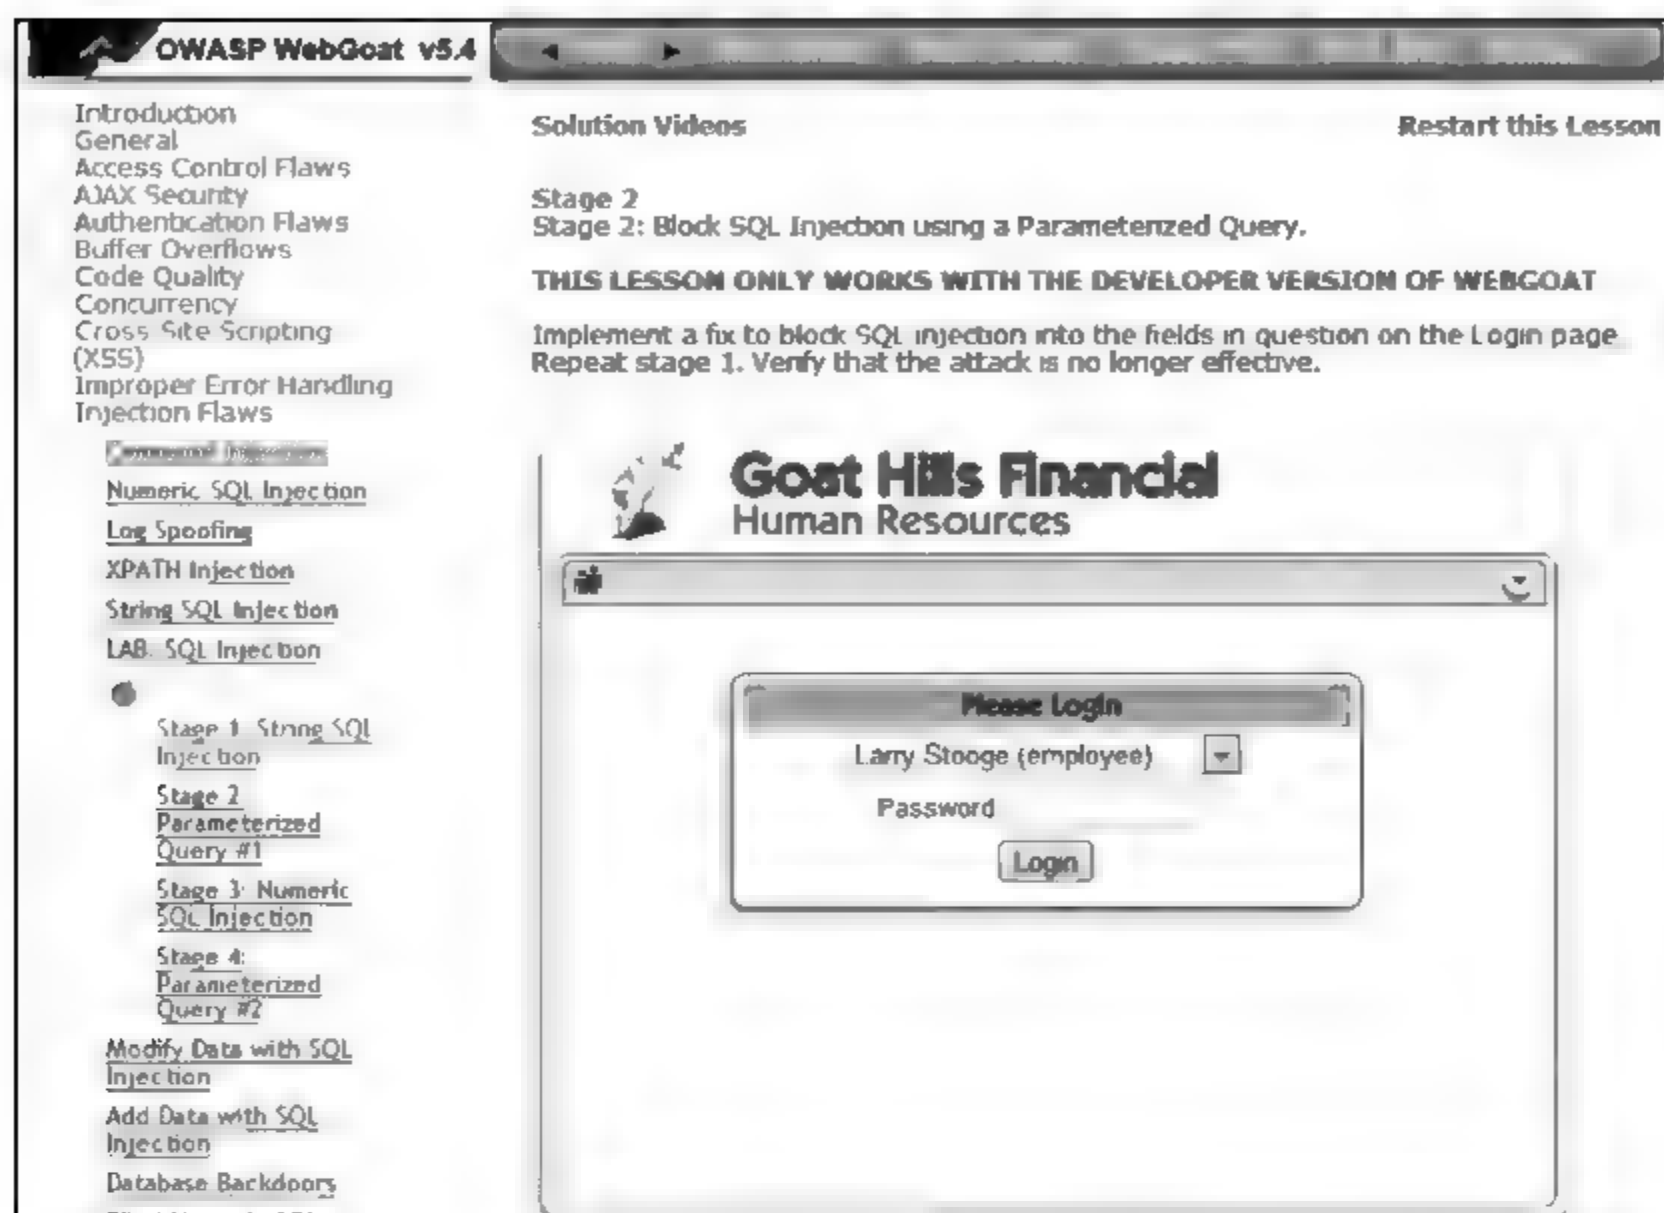 OWASP WebGoat v5.4
Introduction
General
Access Control Flaws
AJAX Security
Authentication Flaws
Buffer Overflows
Code Quality
Concurrency
Cross Site Scripting
(XSS)
Improper Error Handling
Injection Flaws
Numeric SQL Injection
Log Spoofing
XPATH Injection
String SQL Injection
LAB: SQL Injection
Stage 1: String SQL
Injection
Stage 2:
Parameterized
Query #1
Stage 3: Numeric
SQL Injection
Stage 4:
Parameterized
Query #2
Modify Data with SQL
Injection
Add Data with SQL
Injection
Database Backdoors
Solution Videos
Restart this Lesson
Stage 2
Stage 2: Block SQL Injection using a Parameterized Query.
THIS LESSON ONLY WORKS WITH THE DEVELOPER VERSION OF WEBGOAT
Implement a fix to block SQL injection into the fields in question on the Login page
Repeat stage 1. Verify that the attack is no longer effective.
Goat Hills Financial
Human Resources
Please Login
Larry Stooge (employee)
Password
Login